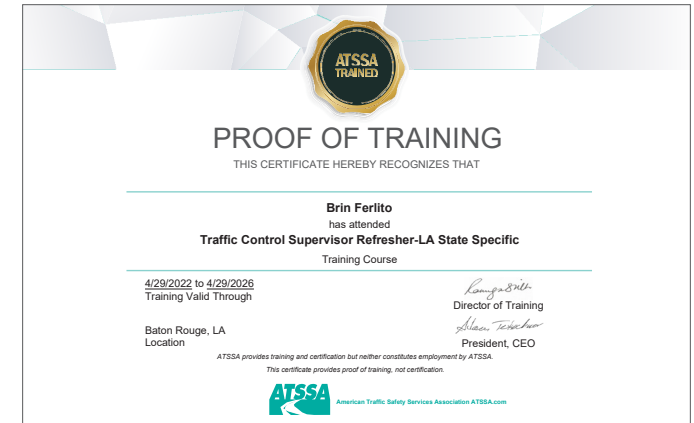 ATSSA
TRAINED
PROOF OF TRAINING
THIS CERTIFICATE HEREBY RECOGNIZES THAT
Brin Ferlito
has attended
Traffic Control Supervisor Refresher-LA State Specific
Training Course
4/29/2022 to 4/29/2026
Training Valid Through
Director of Training
Baton Rouge, LA
Location
President, CEO
ATSSA provides training and certification but neither constitutes employment by ATSSA.
This certificate provides proof of training, not certification.
ATSSA
American Traffic Safety Services Association ATSSA.com